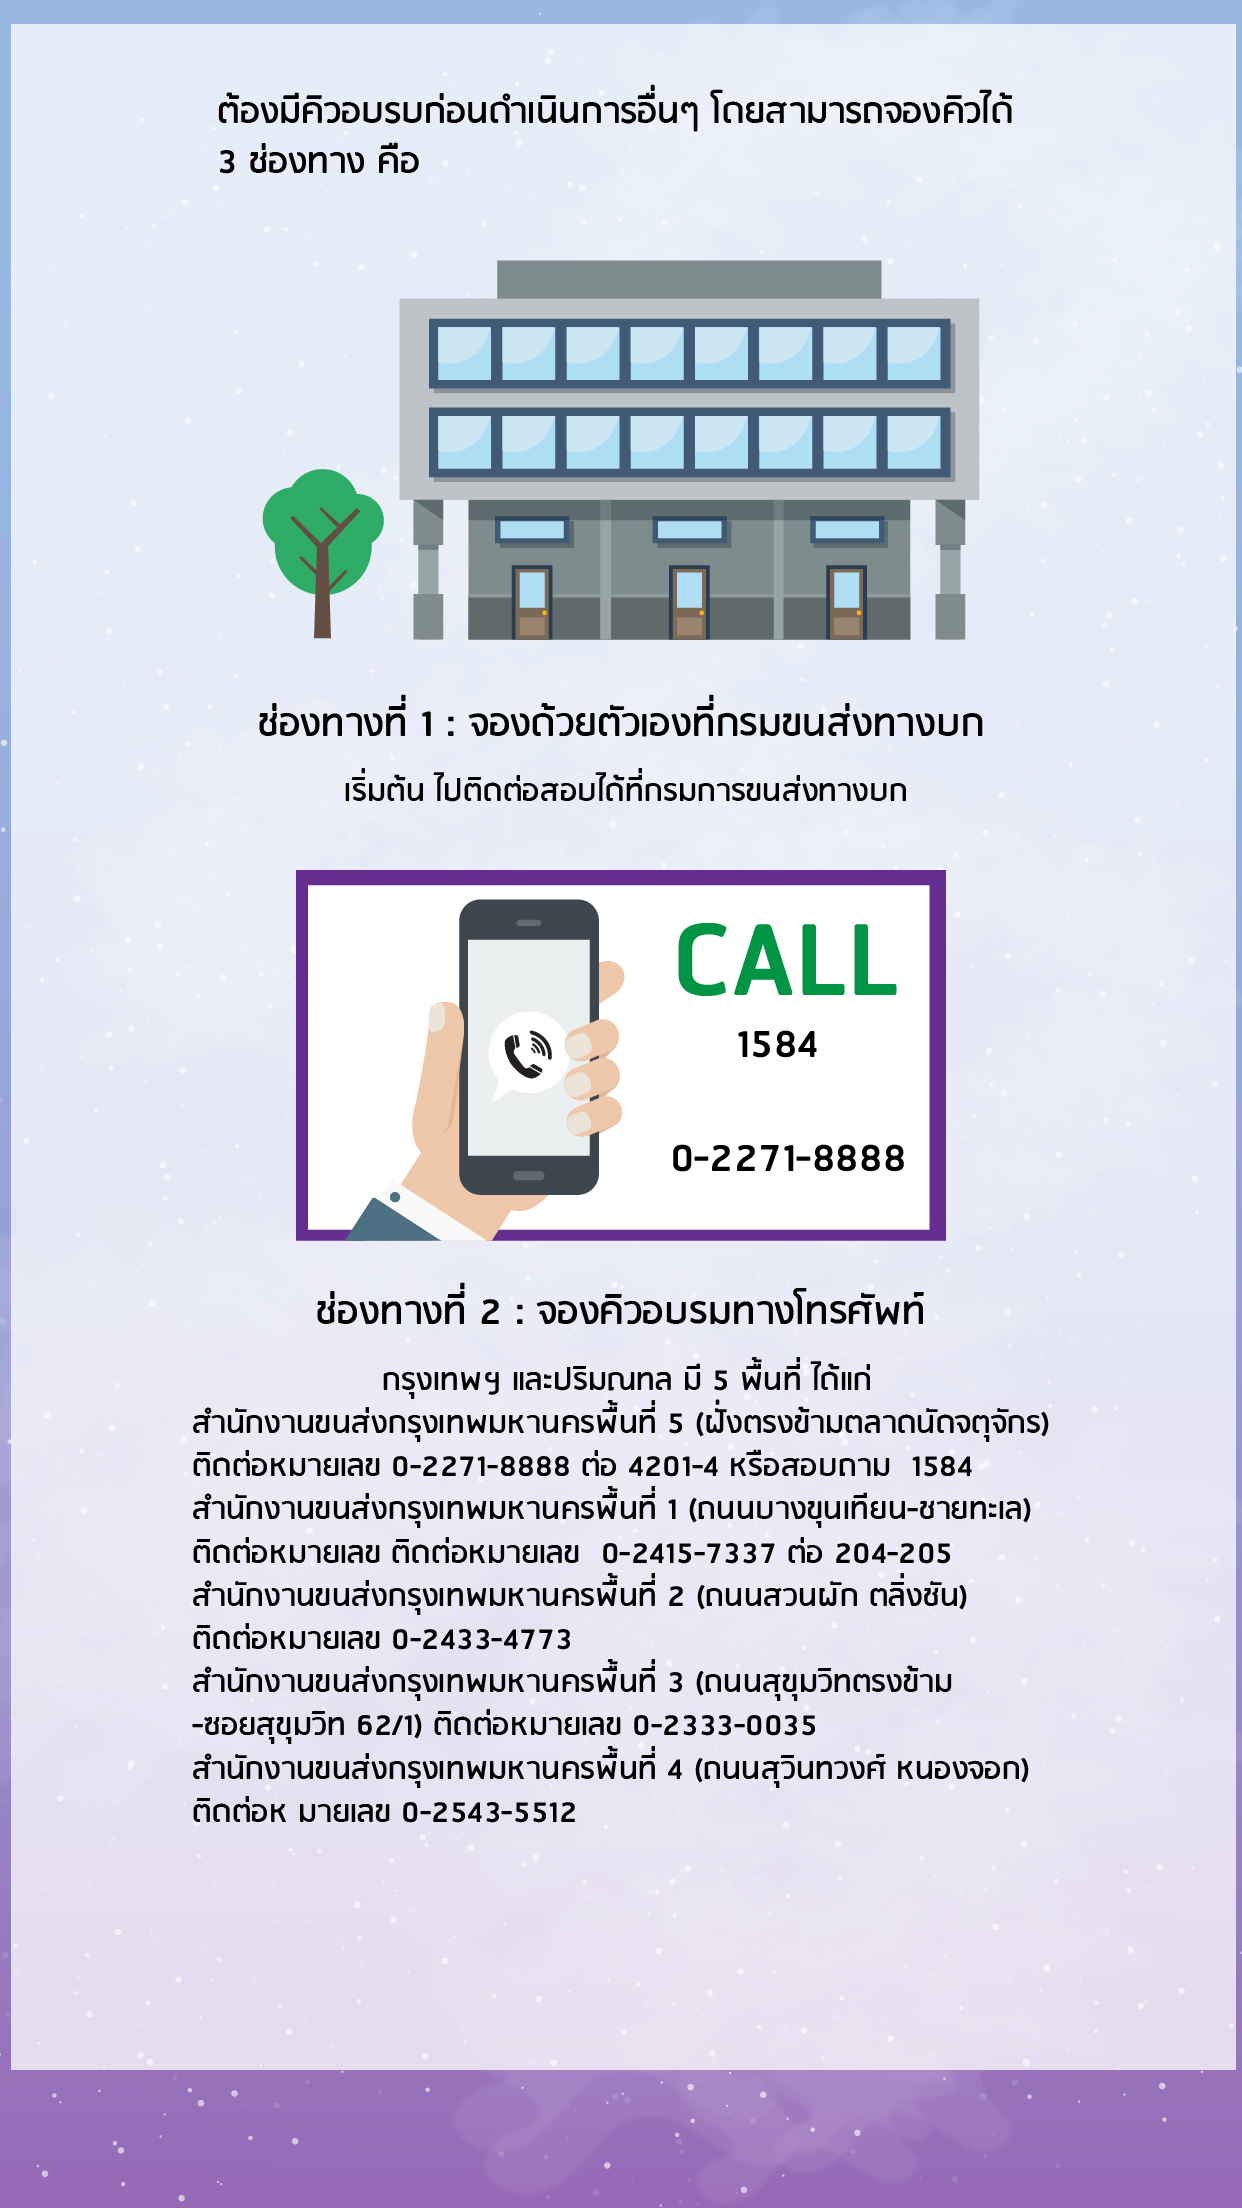 ต้องมีคิวอบรบก่อนดำเนินการอื่นๆ โดยสามารถจองคิวได้
3 ช่องทาง คือ
ช่องทางที่ 1 : จองด้วยตัวเองที่กรมขนส่งทางบก
เริ่มต้น ไปติดต่อสอบได้ที่กรมการขนส่งทางบก
CALL
1584
0-2271-8888
ช่องทางที่ 2 : จองคิวอบรมทางโทรศัพท์
กรุงเทพฯ และปริมณทล มี 5 พื้นที่ ได้แก่
สำนักงานขนส่งกรุงเทพมหานครพื้นที่ 5 (ฝั่งตรงข้ามตลาดนัดจตุจักร)
ติดต่อหมายเลข 0-2271-8888 ต่อ 4201-4 หรือสอบถาม 1584
สำนักงานขนส่งกรุงเทพมหานครพื้นที่ 1 (ถนนบางขุนเทียน-ชายทะเล)
ติดต่อหมายเลข ติดต่อหมายเลข 0-2415-7337 ต่อ 204-205
สำนักงานขนส่งกรุงเทพมหานครพื้นที่ 2 (ถนนสวนผัก ตลิ่งชัน)
ติดต่อหมายเลข 0-2433-4773
สำนักงานขนส่งกรุงเทพมหานครพื้นที่ 3 (ถนนสุขุมวิทตรงข้าม
-ซอยสุขุมวิท 62/1) ติดต่อหมายเลข 0-2333-0035
สำนักงานขนส่งกรุงเทพมหานครพื้นที่ 4 (ถนนสุวินทวงศ์ หนองจอก)
ติดต่อห มายเลข 0-2543-5512